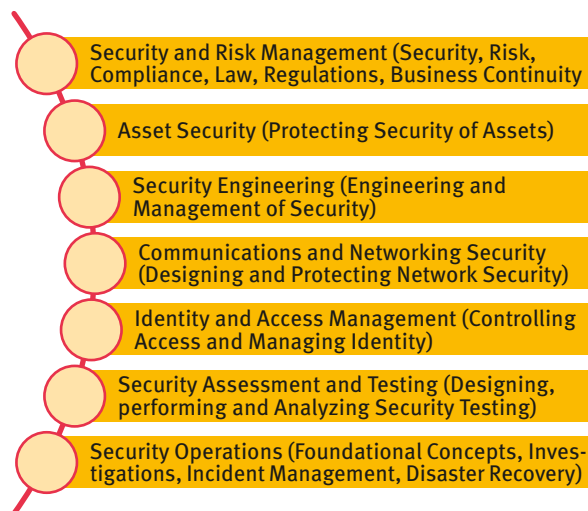 Security and Risk Management (Security, Risk,
Compliance, Law, Regulations, Business Continuity
Asset Security (Protecting Security of Assets)
Security Engineering (Engineering and
Management of Security)
Communications and Networking Security
(Designing and Protecting Network Security)
Identity and Access Management (Controlling
Access and Managing Identity)
Security Assessment and Testing (Designing,
performing and Analyzing Security Testing)
Security Operations (Foundational Concepts, Inves-
tigations, Incident Management, Disaster Recovery)